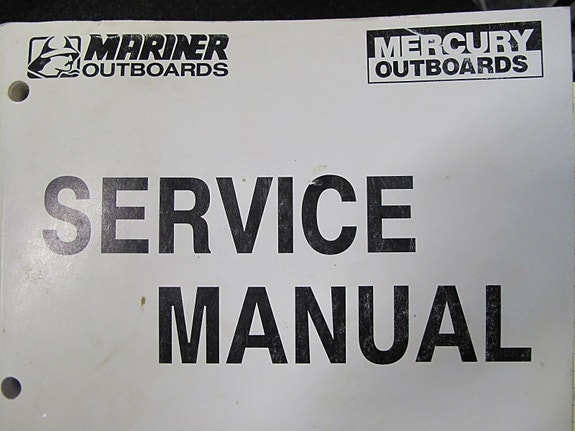 MARINER
OUTBOARDS
MERCURY
OUTBOARDS
SERVICE
MANUAL